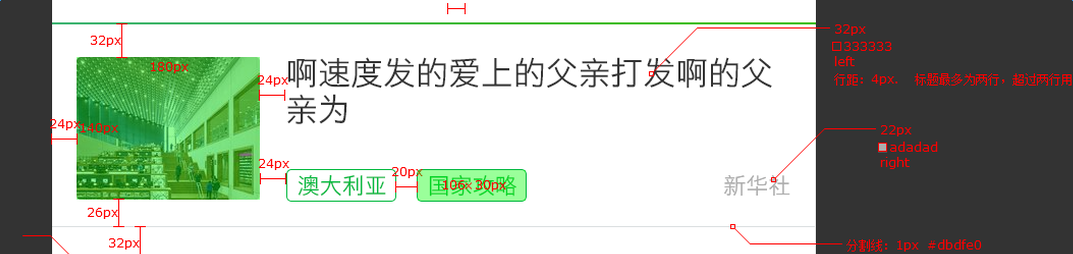 32px
32px
333333
left
行距：4px. 标题最多为两行，超过两行用
180px
24px
啊速度发的爱上的父亲打发啊的父
亲为
24px
140px
22px
adadad
right
24px
20px
澳大利亚
国家攻略
106×30px
新华社
26px
32px
分割线：1px #dbdfe0